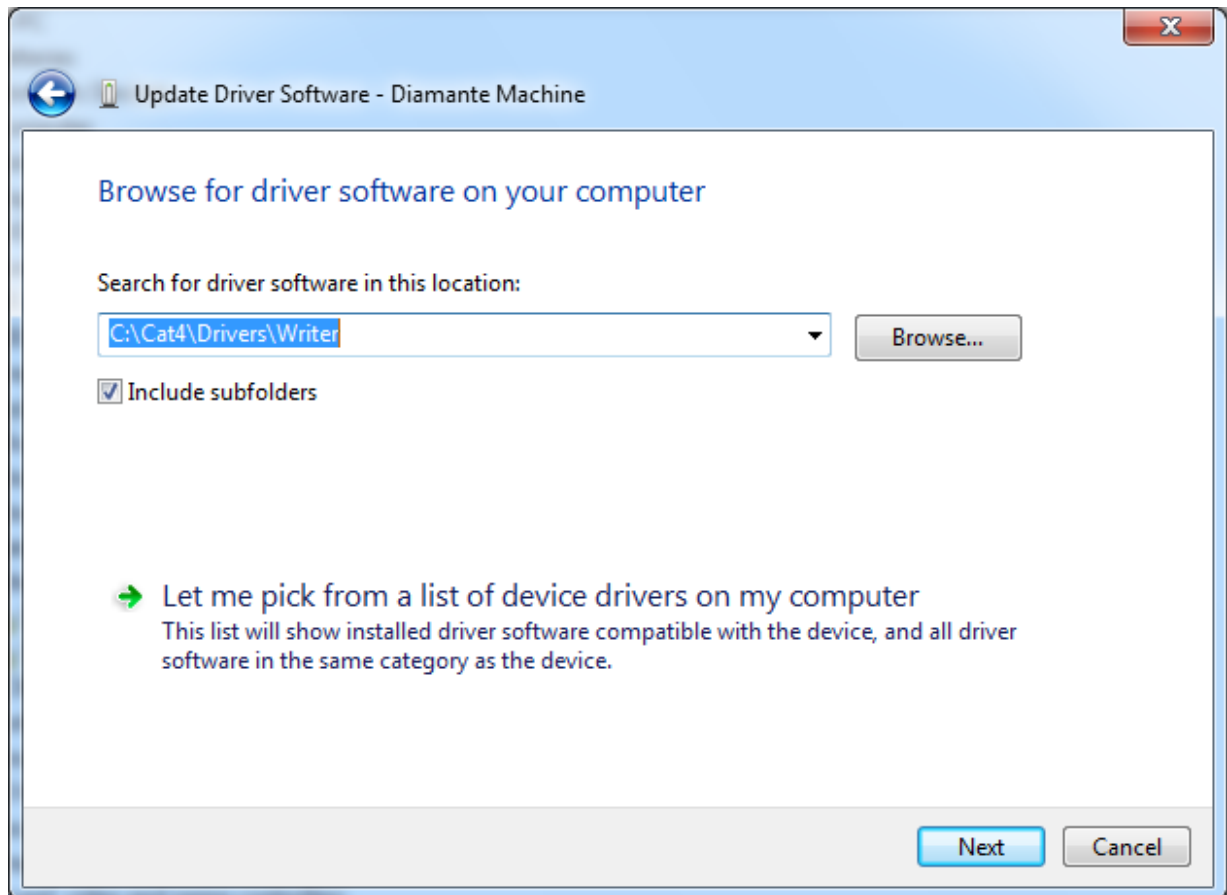 Update Driver Software - Diamante Machine
Browse for driver software on your computer
Search for driver software in this location:
C:\Cat4\Drivers\Writer
Browse...
Include subfolders
Let me pick from a list of device drivers on my computer
This list will show installed driver software compatible with the device, and all driver
software in the same category as the device.
Next
Cancel